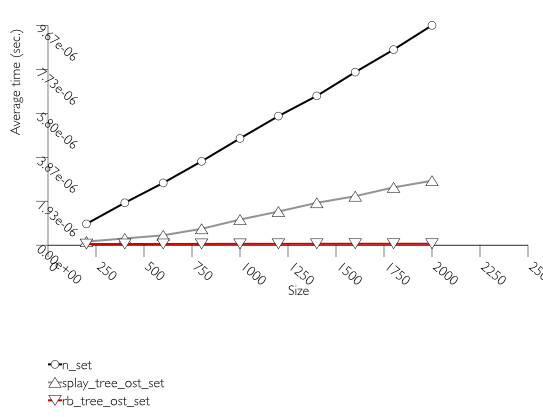 9.67e-06
7.73e-06
5.80e-06
3.87e-06
1.93e-06
0.00e+00
Average time (sec.)
0
250
500
750
1000
1250
1500
1750
2000
2250
Size
n_set
splay_tree_ost_set
rb_tree_ost_set